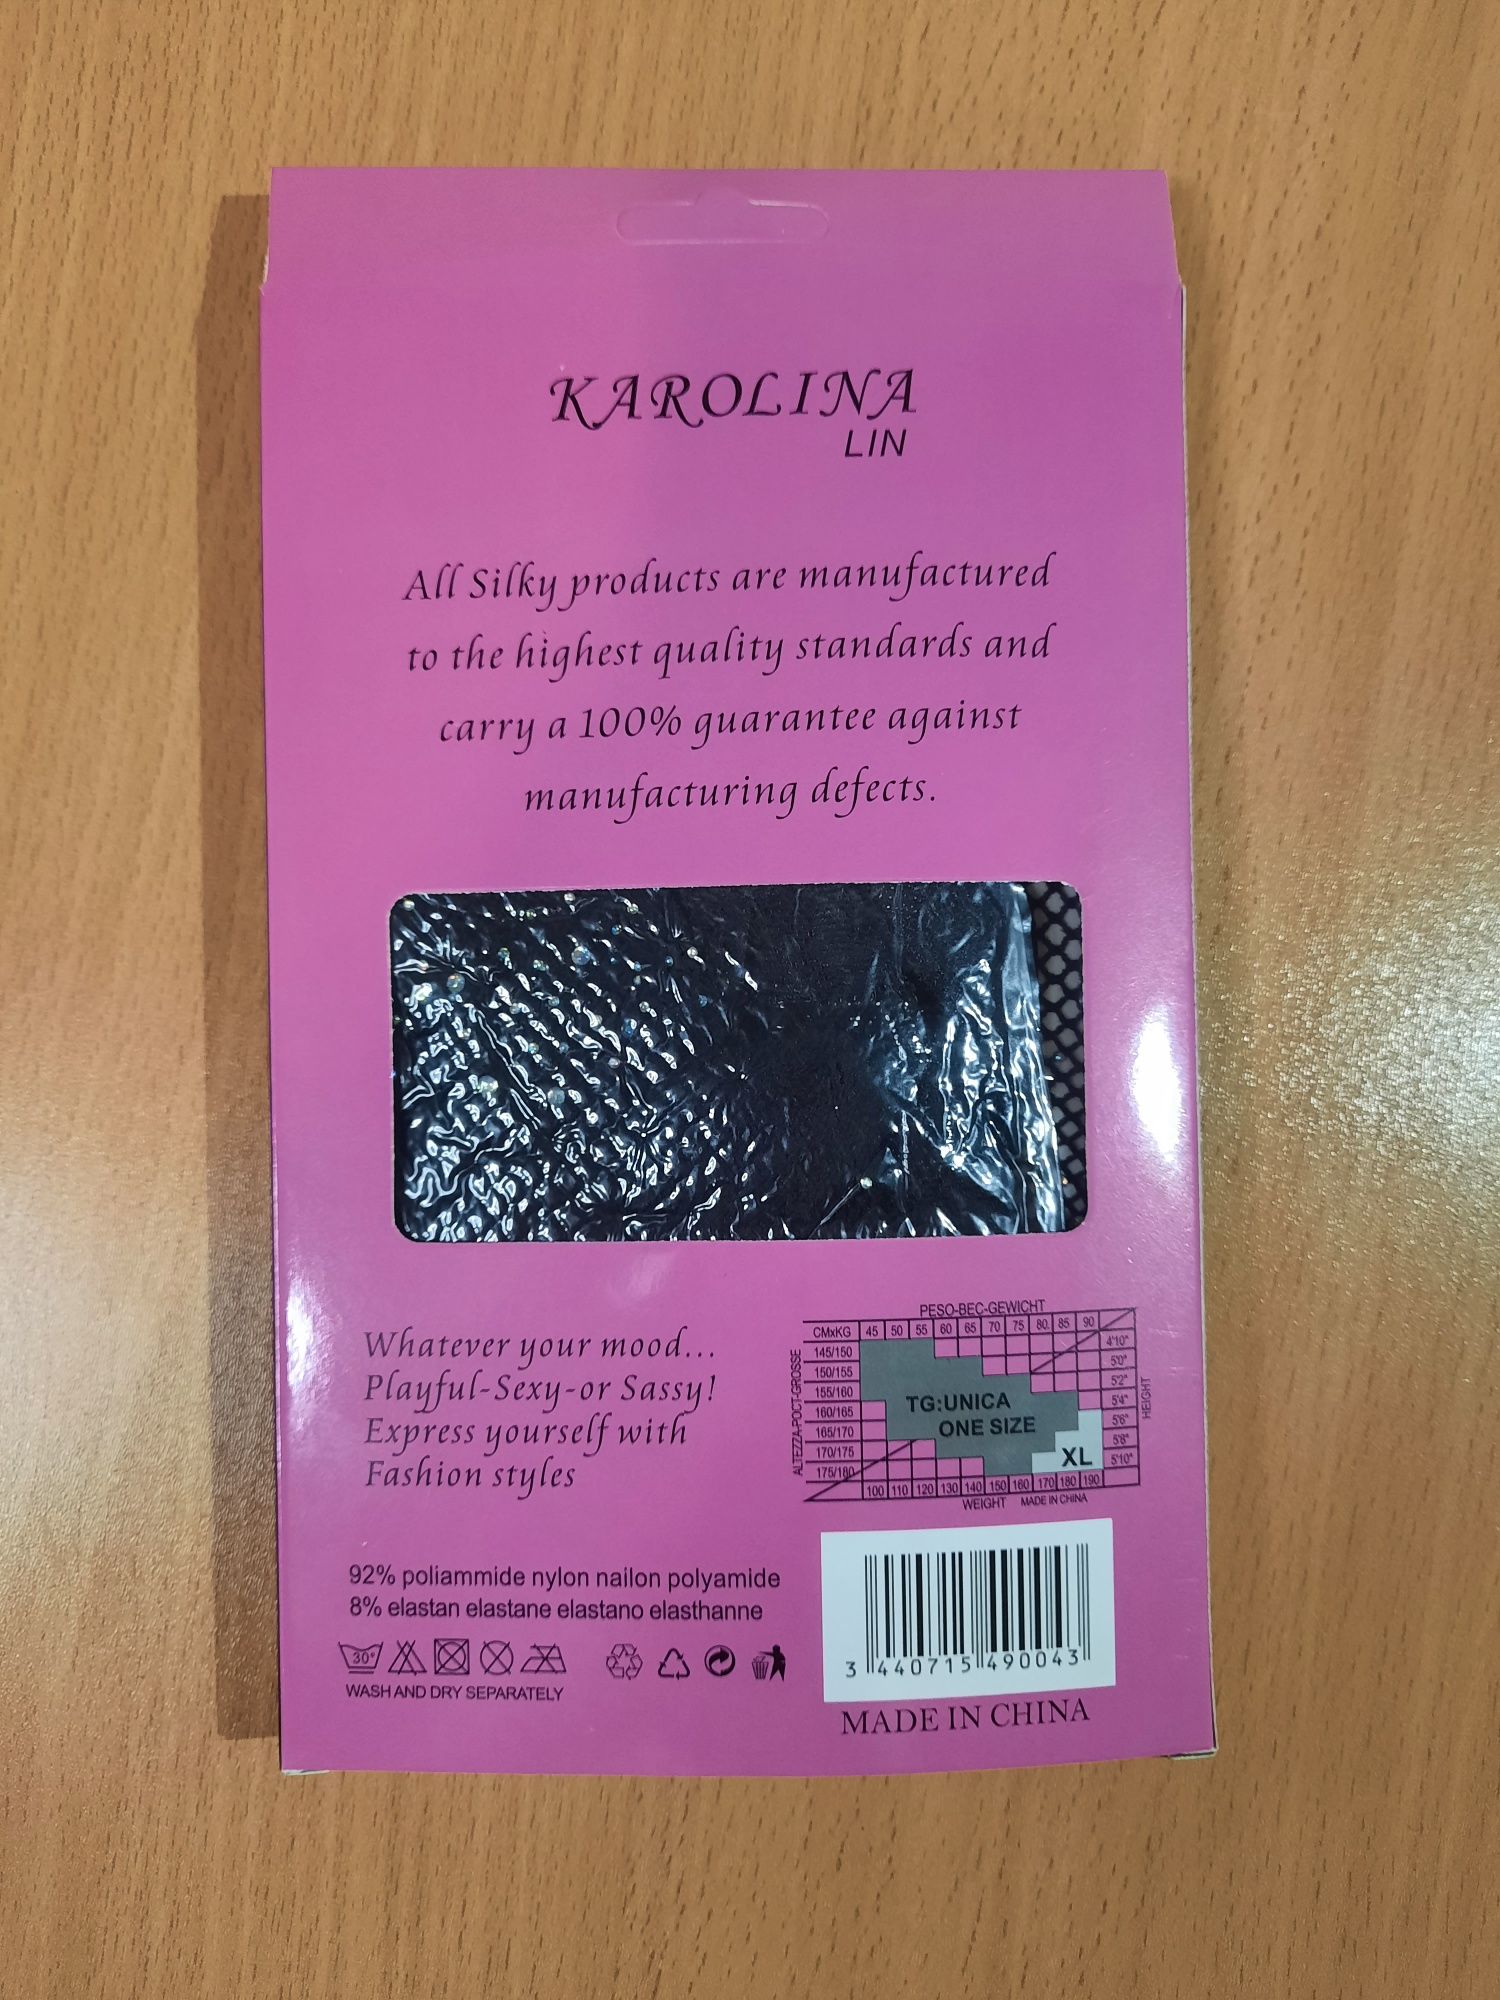 KAROLINA
LIN
All Silky products are manufactured
to the highest quality standards and
carry a 100% guarantee against
manufacturing defects.
Whatever your mood...
Playful-Sexy-or Sassy!
Express yourself with
Fashion styles
PESO-BEC-GEWICHT
CMxKG 45 50 55 60 65 70 75 80 85 90
145/150 4'10"
150/155 5'0"
155/160 5'2"
160/165 5'4"
165/170 5'6"
170/175 5'8"
175/180 5'10"
TG:UNICA
ONE SIZE
XL
ALTEZZA-POCT-GROSSE
HEIGHT
100 110 120 130 140 150 160 170 180 190
WEIGHT MADE IN CHINA
92% poliammide nylon nailon polyamide
8% elastan elastane elastano elasthanne
30°
WASH AND DRY SEPARATELY
3 440715 490043
MADE IN CHINA